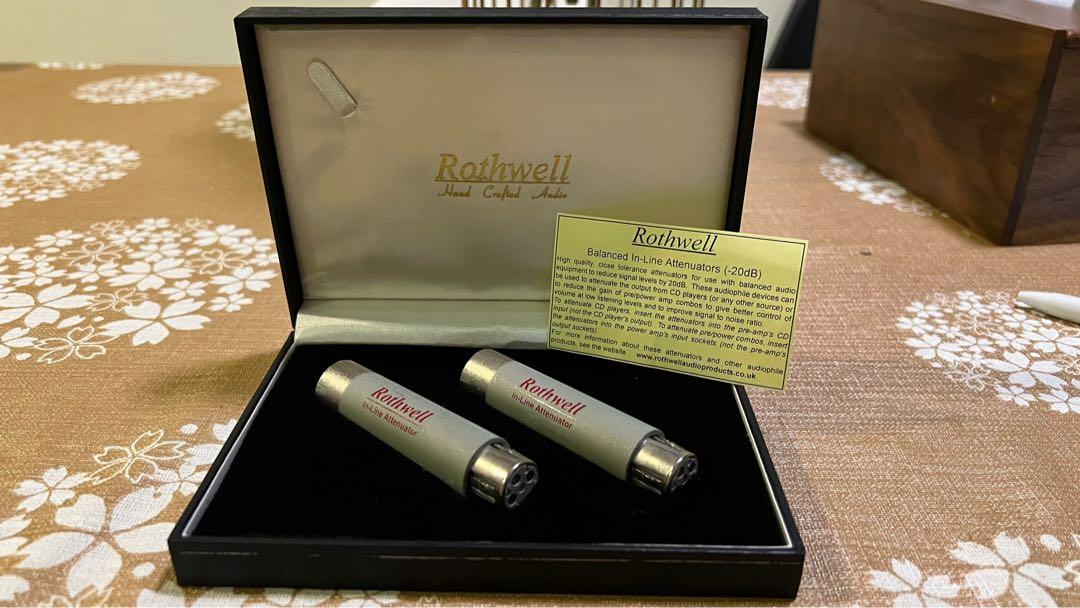 Rothwell
Hand Crafted Audio
Rothwell
Balanced In-Line Attenuators (-20dB)
High quality, close tolerance attenuators for use with balanced audio
equipment to reduce signal levels by 20dB. These audiophile devices can
be used to attenuate the output from CD players (or any other source) or
to reduce the gain of pre/power amp combos to give better control of
volume at low listening levels and to improve signal to noise ratio.
To attenuate CD players, insert the attenuators into the pre-amp's CD
input (not the CD player's output). To attenuate pre/power combos, insert
the attenuators into the power amp's input sockets (not the pre-amp's
output sockets).
For more information about these attenuators and other audiophile
products, see the website www.rothwellaudioproducts.co.uk
Rothwell
In-Line Attenuator
Rothwell
In-Line Attenuator